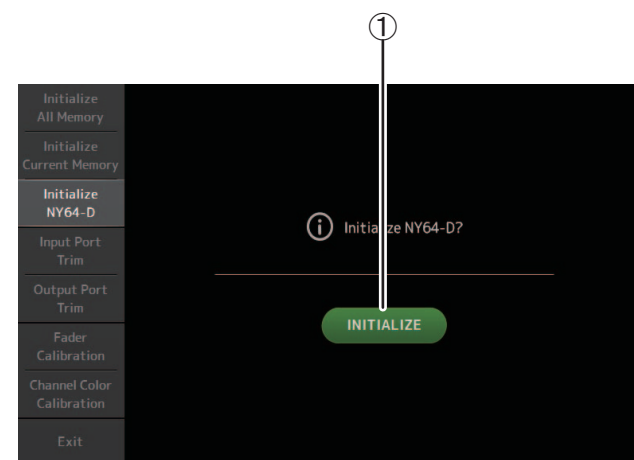 ①
Initialize
All Memory
Initialize
Current Memory
Initialize
NY64-D
Input Port
Trim
Output Port
Trim
Fader
Calibration
Channel Color
Calibration
Exit
Initialize NY64-D?
INITIALIZE